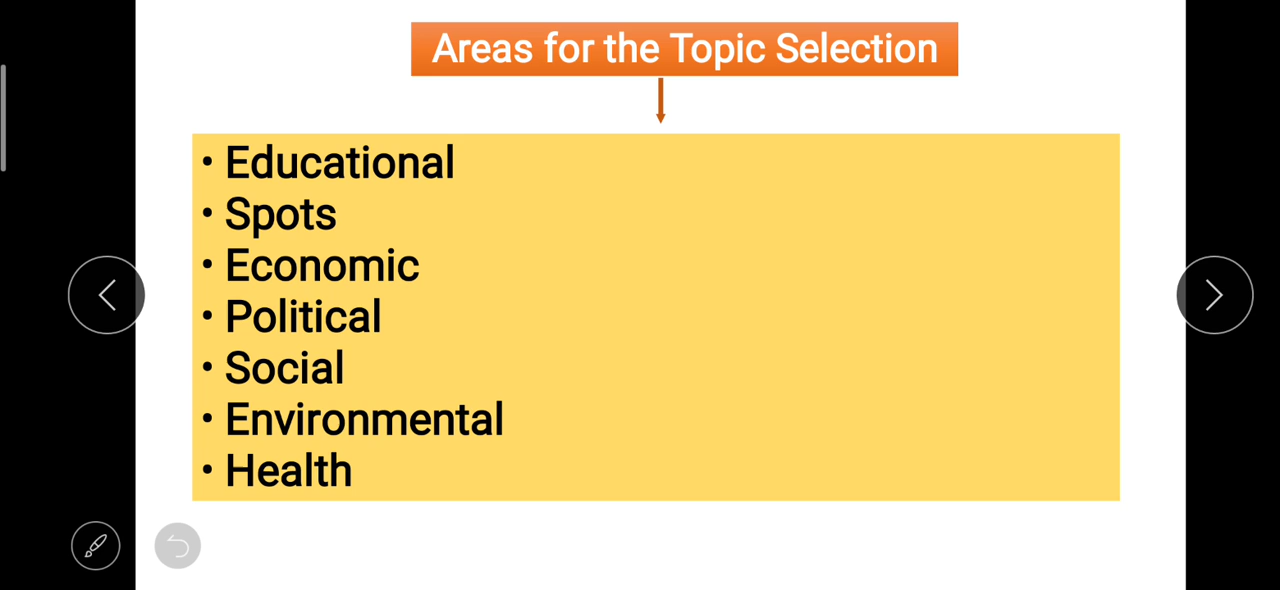 Areas for the Topic Selection
• Educational
• Spots
• Economic
• Political
• Social
• Environmental
• Health